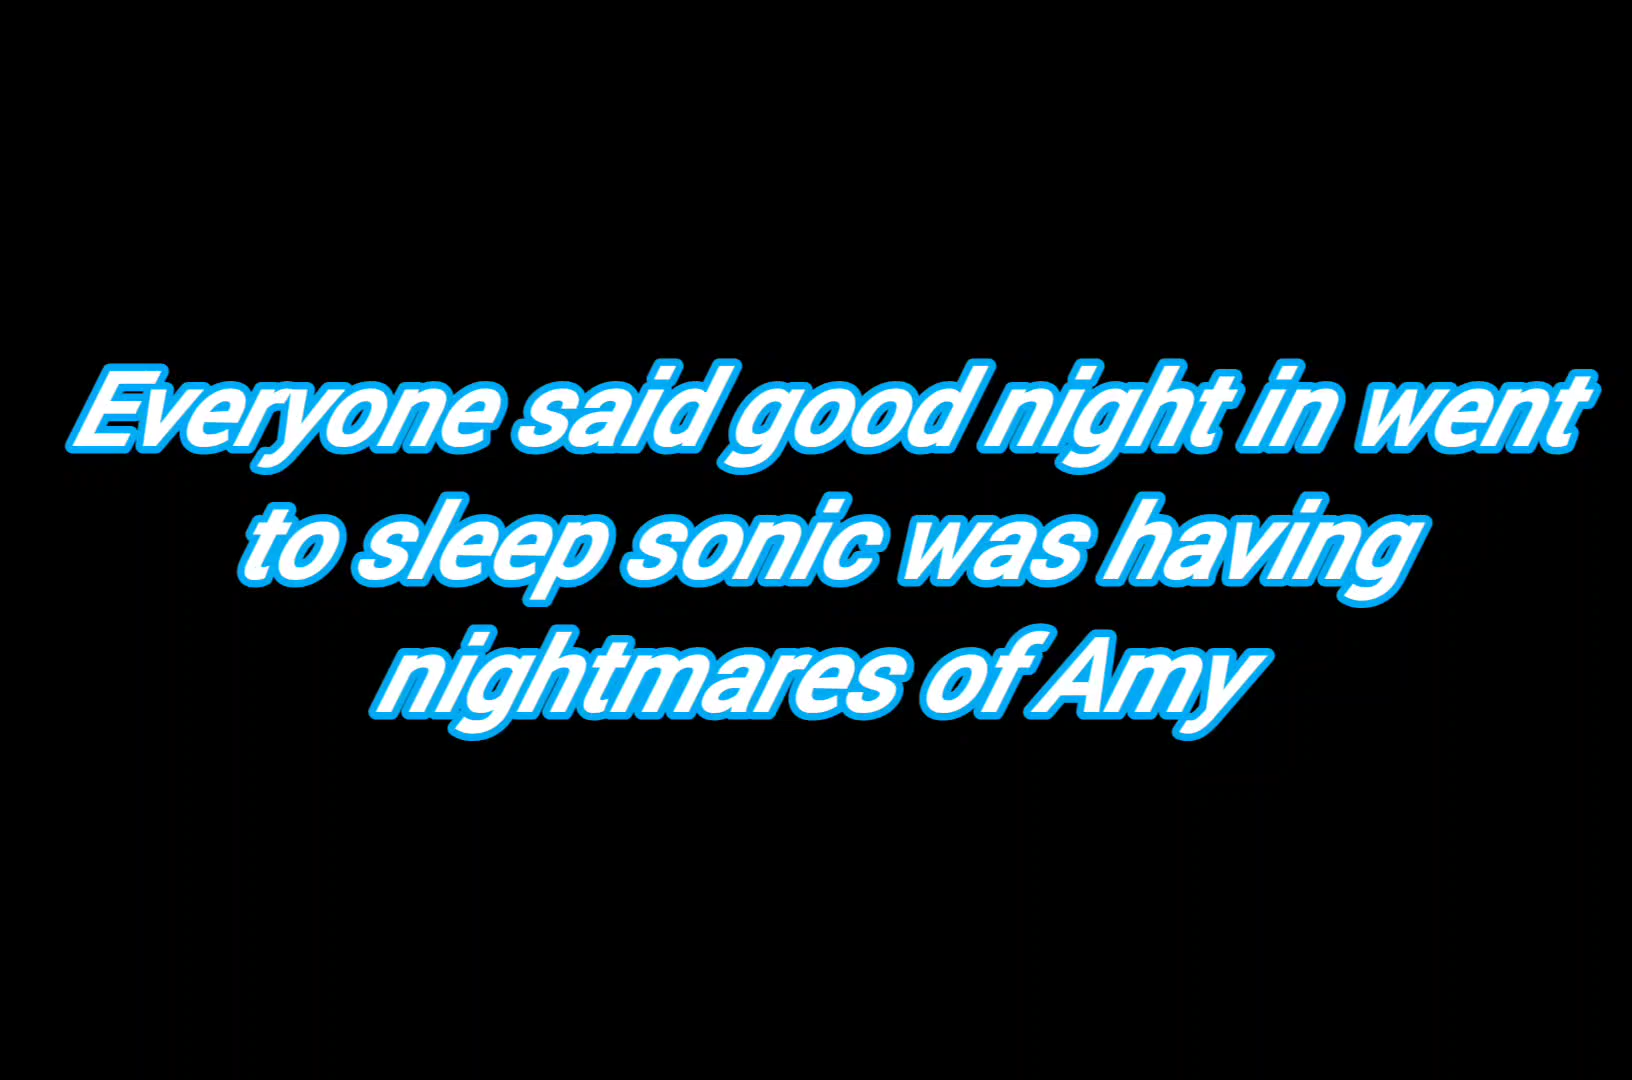 Everyone said good night in went
to sleep sonic was having
nightmares of Amy